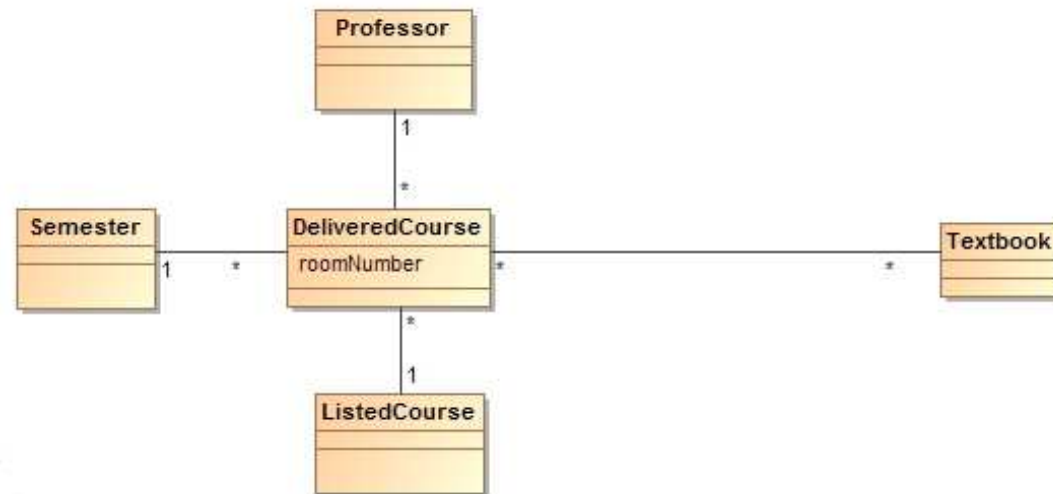 Professor
1
*
Semester
DeliveredCourse
Textbook
roomNumber
1
*
*
*
*
1
ListedCourse